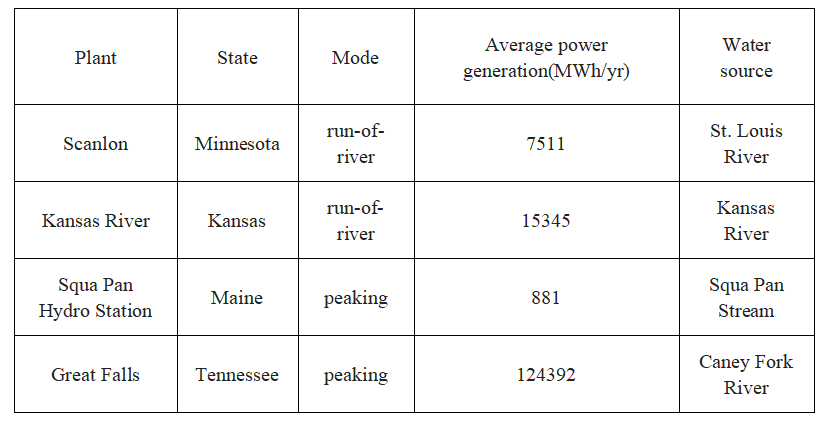 Plant
State
Mode
Average power
generation(MWh/yr)
Water
source
Scanlon
Minnesota
run-of-
river
7511
St. Louis
River
Kansas River
Kansas
run-of-
river
15345
Kansas
River
Squa Pan
Hydro Station
Maine
peaking
881
Squa Pan
Stream
Great Falls
Tennessee
peaking
124392
Caney Fork
River